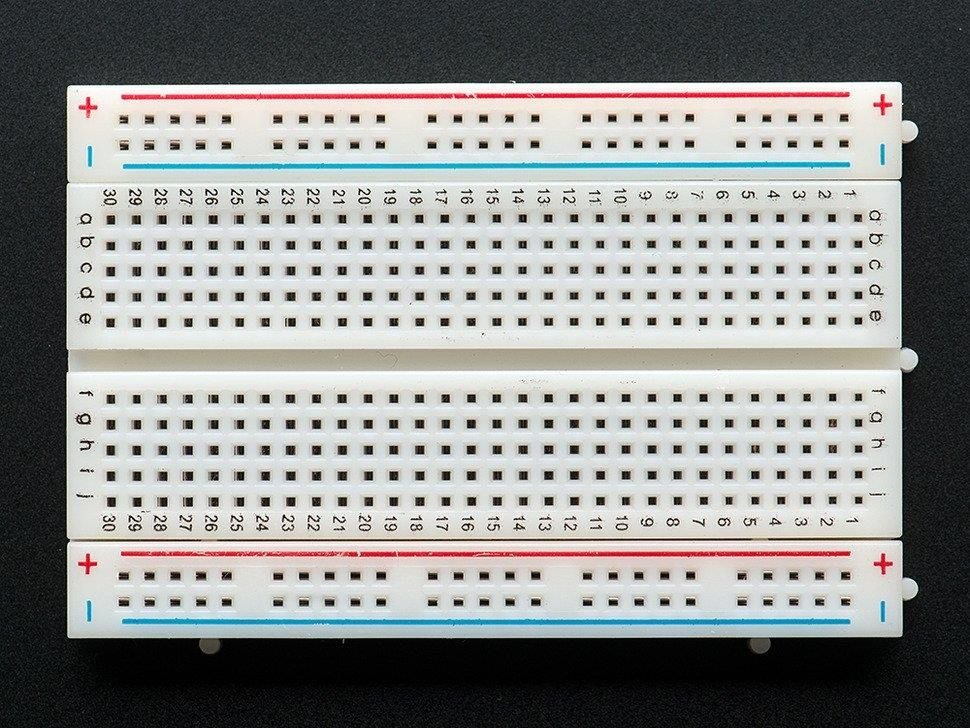 + +
− −
30 29 28 27 26 25 24 23 22 21 20 19 18 17 16 15 14 13 12 11 10 9 8 7 6 5 4 3 2 1
a a
b b
c c
d d
e e
f f
g g
h h
i i
j j
30 29 28 27 26 25 24 23 22 21 20 19 18 17 16 15 14 13 12 11 10 9 8 7 6 5 4 3 2 1
+ +
− −